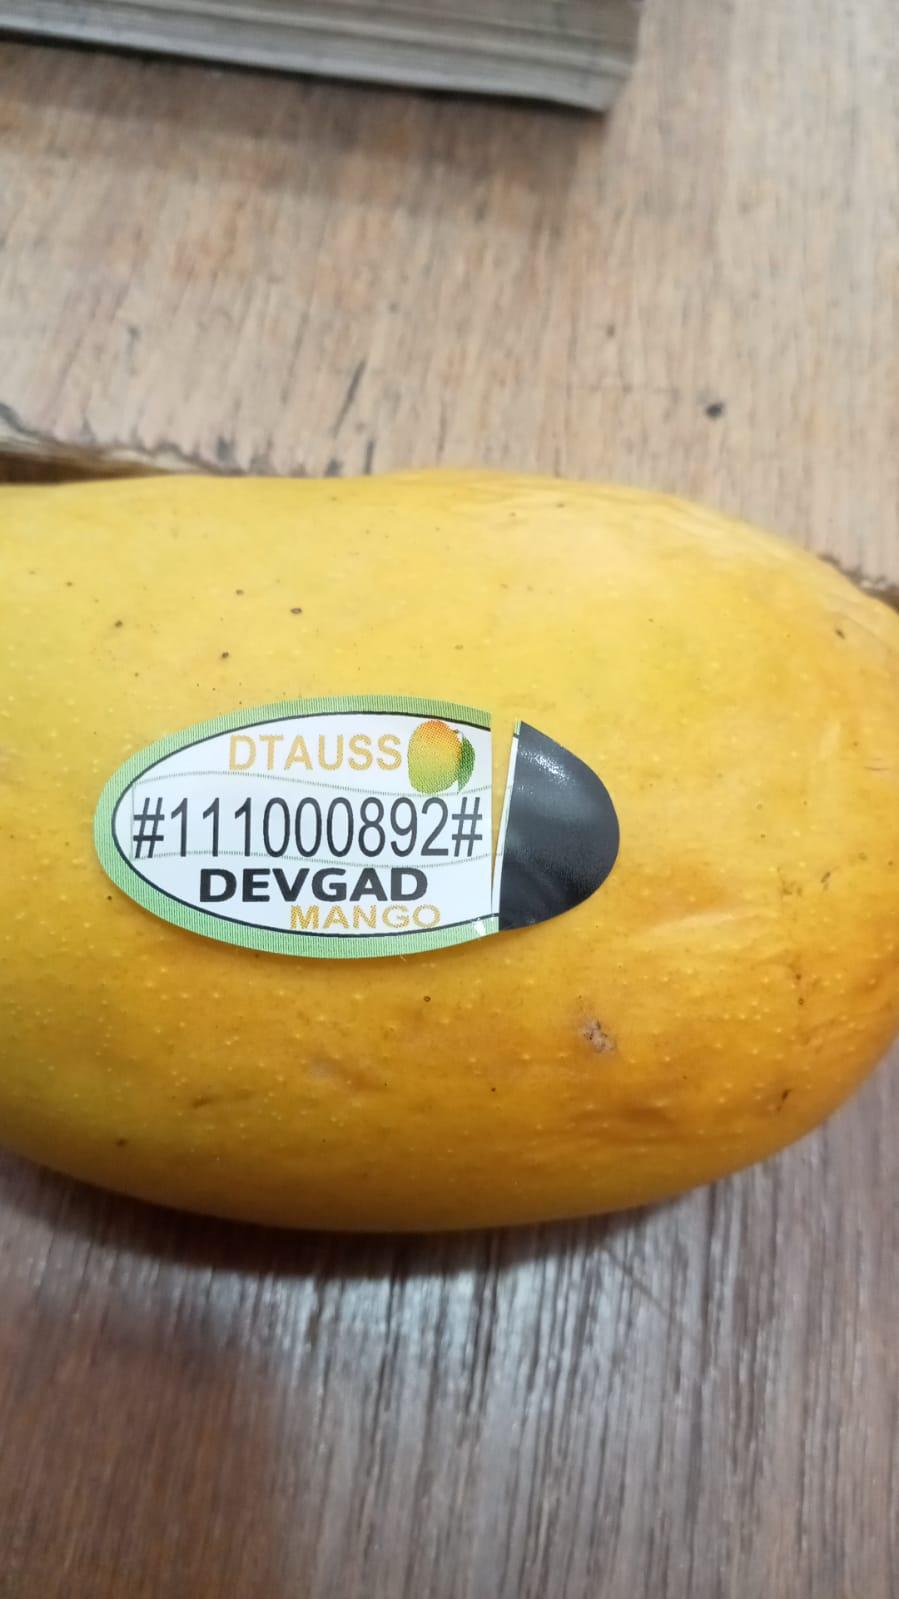 DTAUSS
#111000892#
DEVGAD
MANGO